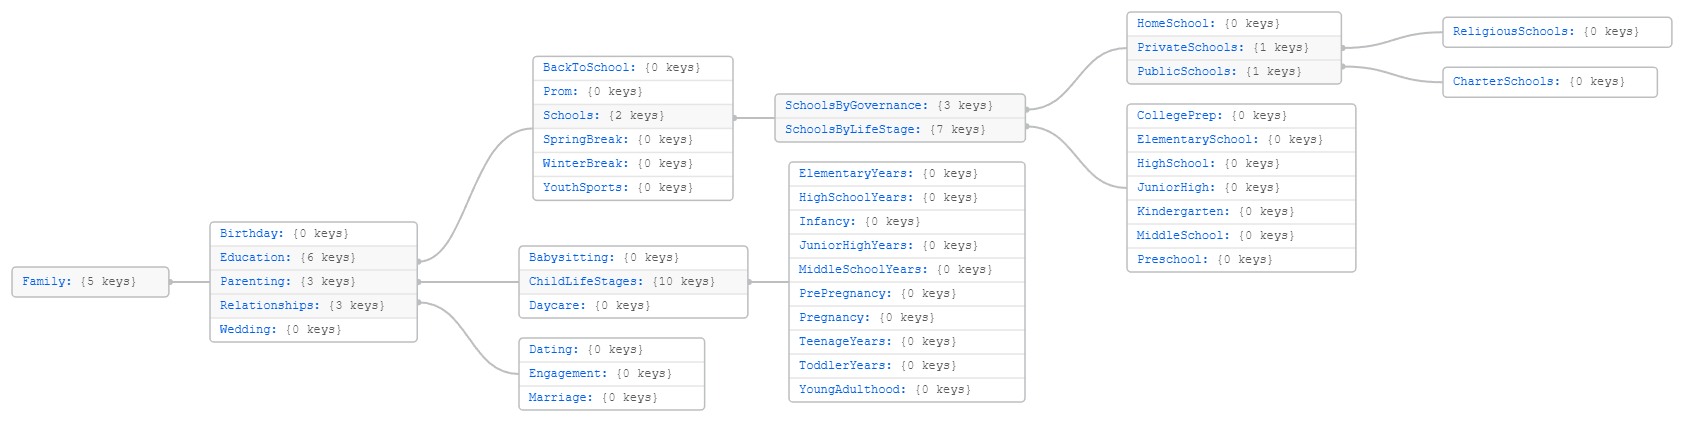 Family: {5 keys}
Birthday: {0 keys}
Education: {6 keys}
Parenting: {3 keys}
Relationships: {3 keys}
Wedding: {0 keys}
BackToSchool: {0 keys}
Prom: {0 keys}
Schools: {2 keys}
SpringBreak: {0 keys}
WinterBreak: {0 keys}
YouthSports: {0 keys}
Babysitting: {0 keys}
ChildLifeStages: {10 keys}
Daycare: {0 keys}
Dating: {0 keys}
Engagement: {0 keys}
Marriage: {0 keys}
SchoolsByGovernance: {3 keys}
SchoolsByLifeStage: {7 keys}
ElementaryYears: {0 keys}
HighSchoolYears: {0 keys}
Infancy: {0 keys}
JuniorHighYears: {0 keys}
MiddleSchoolYears: {0 keys}
PrePregnancy: {0 keys}
Pregnancy: {0 keys}
TeenageYears: {0 keys}
ToddlerYears: {0 keys}
YoungAdulthood: {0 keys}
HomeSchool: {0 keys}
PrivateSchools: {1 keys}
PublicSchools: {1 keys}
CollegePrep: {0 keys}
ElementarySchool: {0 keys}
HighSchool: {0 keys}
JuniorHigh: {0 keys}
Kindergarten: {0 keys}
MiddleSchool: {0 keys}
Preschool: {0 keys}
ReligiousSchools: {0 keys}
CharterSchools: {0 keys}